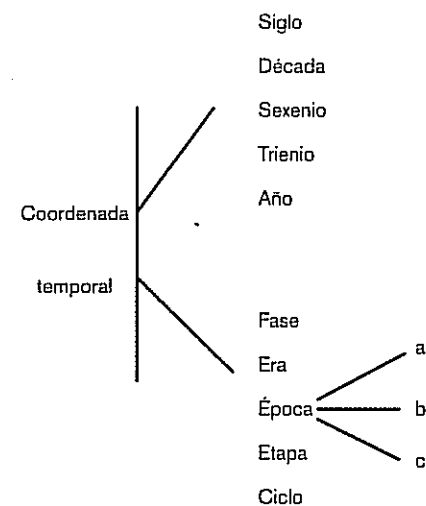 Siglo
Década
Sexenio
Trienio
Año
Coordenada
temporal
Fase
Era
Época
Etapa
Ciclo
a
b
c